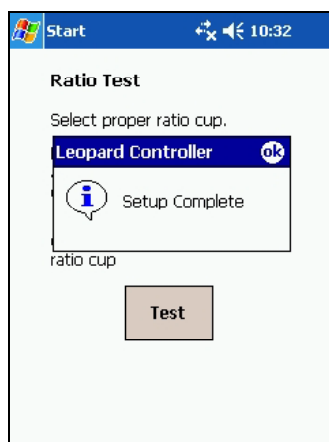 Start 10:32
Ratio Test
Select proper ratio cup.
Leopard Controller ok
Setup Complete
ratio cup
Test